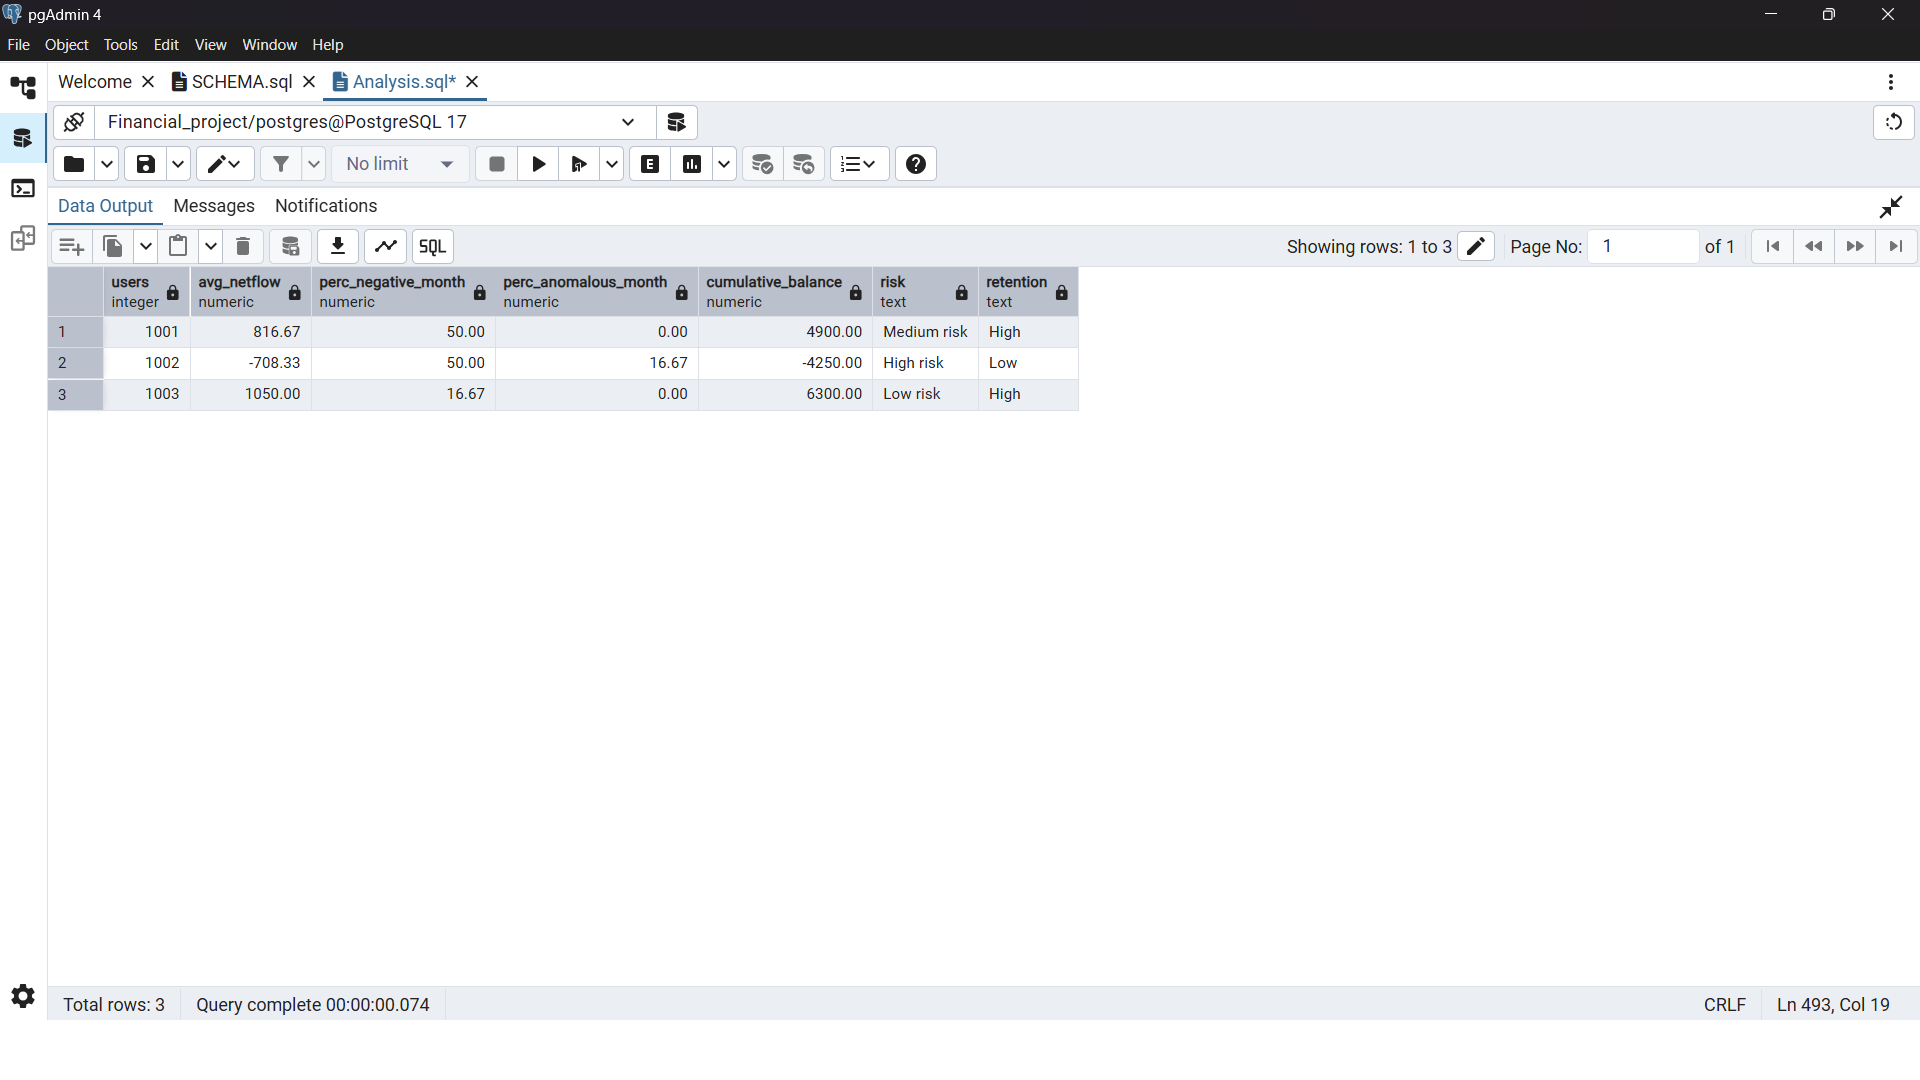 pgAdmin 4
File Object Tools Edit View Window Help
Welcome SCHEMA.sql Analysis.sql*
Financial_project/postgres@PostgreSQL 17
No limit E
Data Output Messages Notifications
SQL Showing rows: 1 to 3 Page No: 1 of 1
users avg_netflow perc_negative_month perc_anomalous_month cumulative_balance risk retention
integer numeric numeric numeric numeric text text
1 1001 816.67 50.00 0.00 4900.00 Medium risk High
2 1002 -708.33 50.00 16.67 -4250.00 High risk Low
3 1003 1050.00 16.67 0.00 6300.00 Low risk High
Total rows: 3 Query complete 00:00:00.074 CRLF Ln 493, Col 19